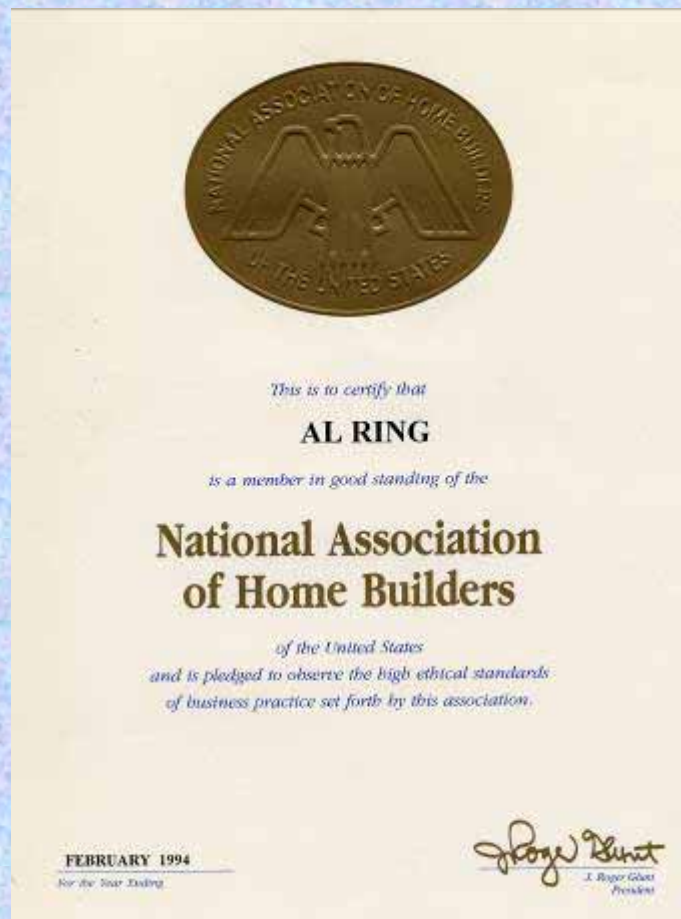 NATIONAL ASSOCIATION OF HOME BUILDERS
OF THE UNITED STATES
This is to certify that
AL RING
is a member in good standing of the
National Association
of Home Builders
of the United States
and is pledged to observe the high ethical standards
of business practice set forth by this association.
FEBRUARY 1994
For the Year Ending
J. Roger Glunt
J. Roger Glunt
President